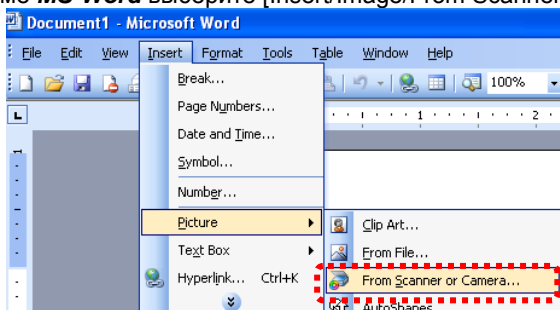 MS Word выберите [Insert/Image/From Scanner
Document1 - Microsoft Word
File Edit View Insert Format Tools Table Window Help
100%
Break...
Page Numbers...
1 2
Date and Time...
Symbol...
Number...
Picture
Clip Art...
Text Box
From File...
Hyperlink... Ctrl+K
From Scanner or Camera...
AutoShapes